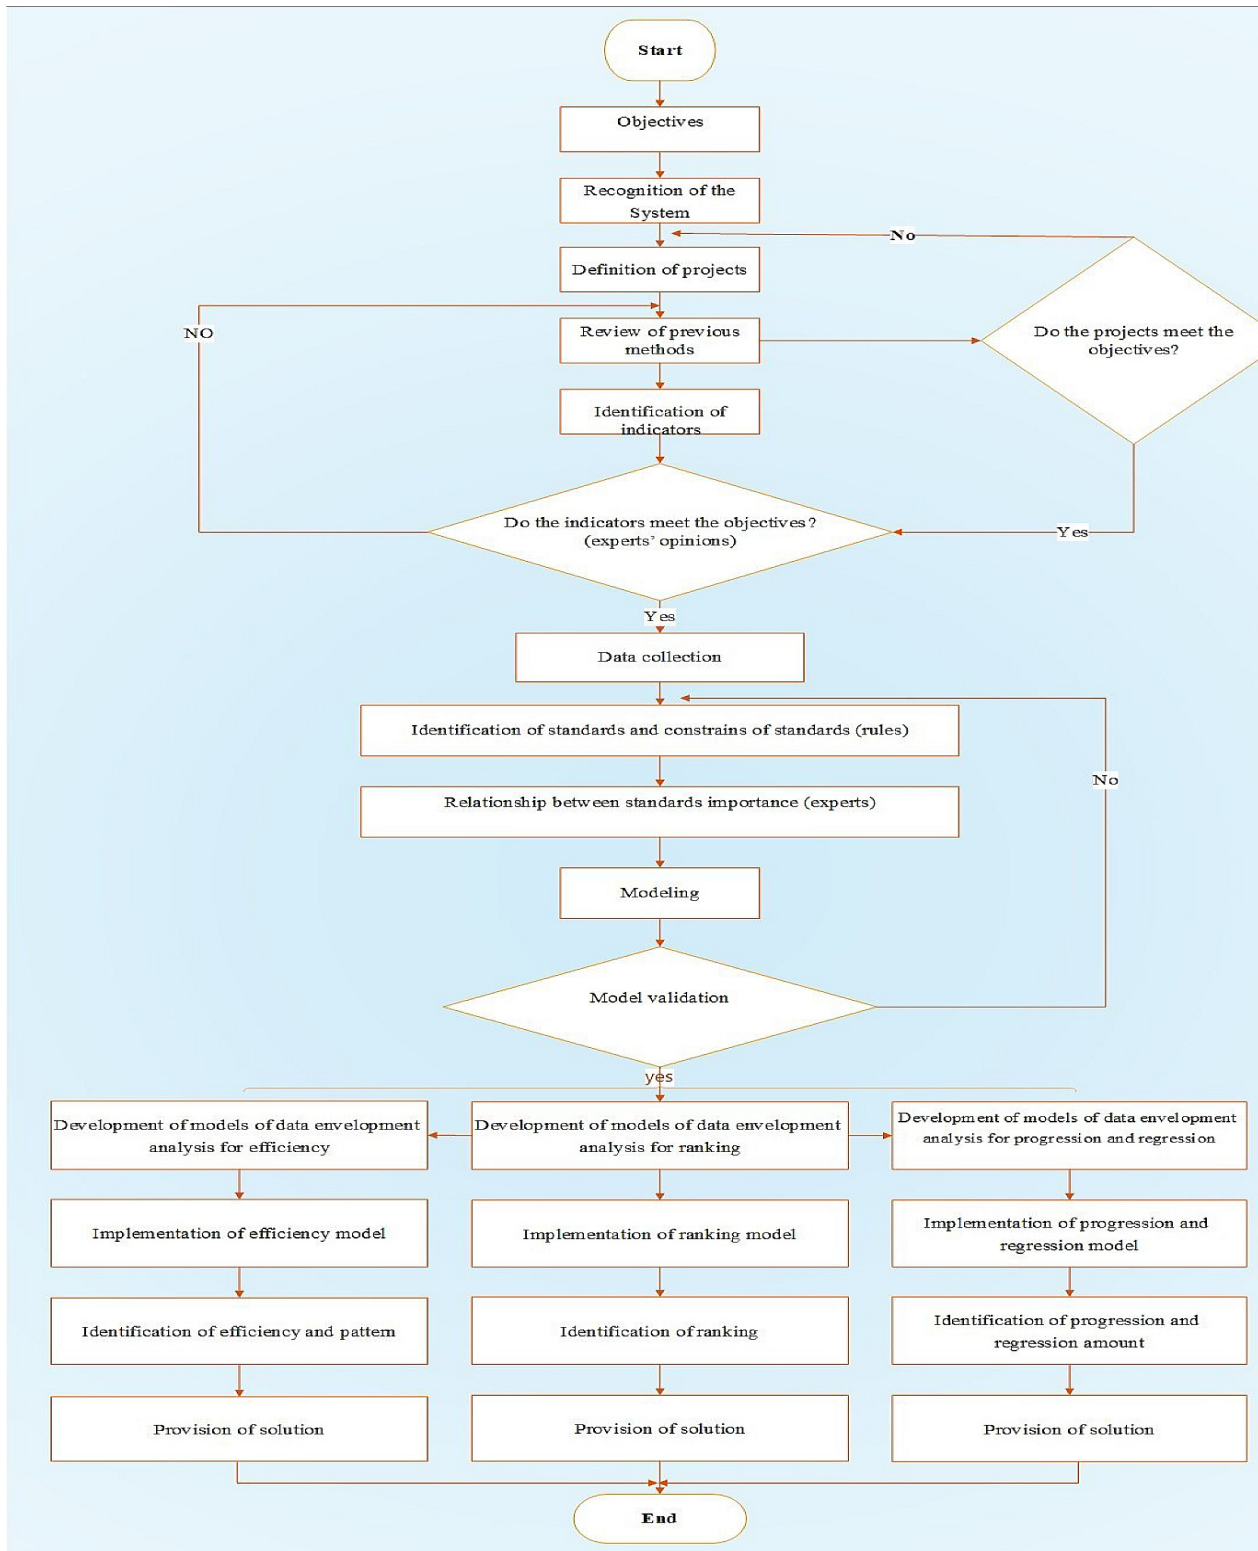 Start
Objectives
Recognition of the
System
No
Definition of projects
NO
Review of previous
methods
Do the projects meet the
objectives?
Identification of
indicators
Do the indicators meet the objectives?
(experts' opinions)
Yes
Yes
Data collection
Identification of standards and constrains of standards (rules)
No
Relationship between standards importance (experts)
Modeling
Model validation
yes
Development of models of data envelopment
analysis for efficiency
Development of models of data envelopment
analysis for ranking
Development of models of data envelopment
analysis for progression and regression
Implementation of efficiency model
Implementation of ranking model
Implementation of progression and
regression model
Identification of efficiency and pattern
Identification of ranking
Identification of progression and
regression amount
Provision of solution
Provision of solution
Provision of solution
End